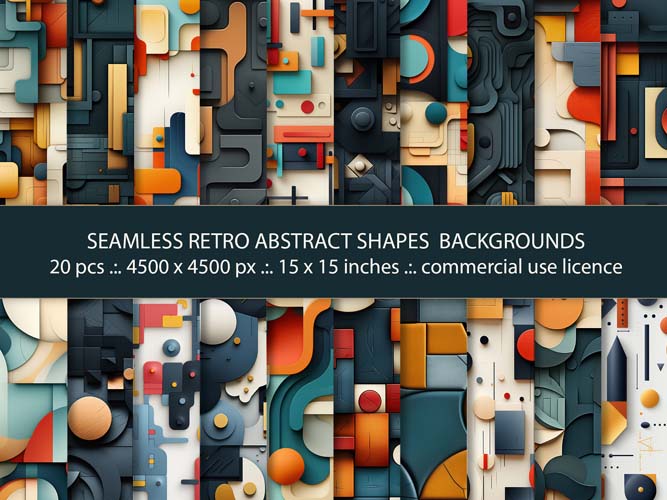 SEAMLESS RETRO ABSTRACT SHAPES  BACKGROUNDS
20 pcs .:. 4500 x 4500 px .:. 15 x 15 inches .:. commercial use licence